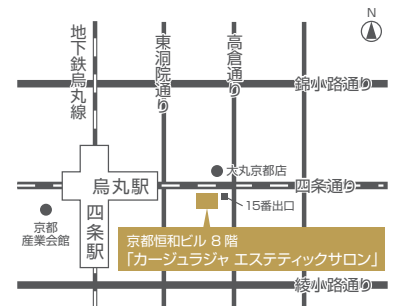 N
地下鉄烏丸線
東洞院通り
高倉通り
錦小路通り
大丸京都店
烏丸駅
四条通り
15番出口
四条駅
京都
産業会館
京都恒和ビル 8 階
「カージュラジャ エステティックサロン」
綾小路通り